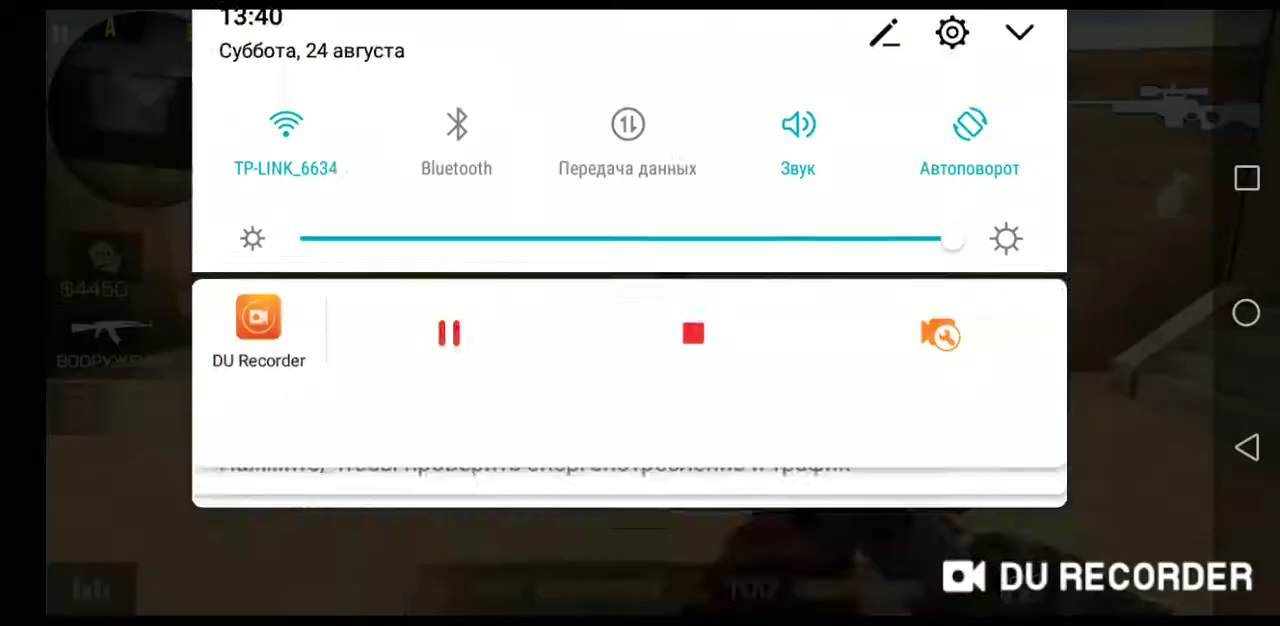 13:40
Суббота, 24 августа
TP-LINK_6634
Bluetooth
Передача данных
Звук
Автоповорот
$4450
DU Recorder
DU RECORDER